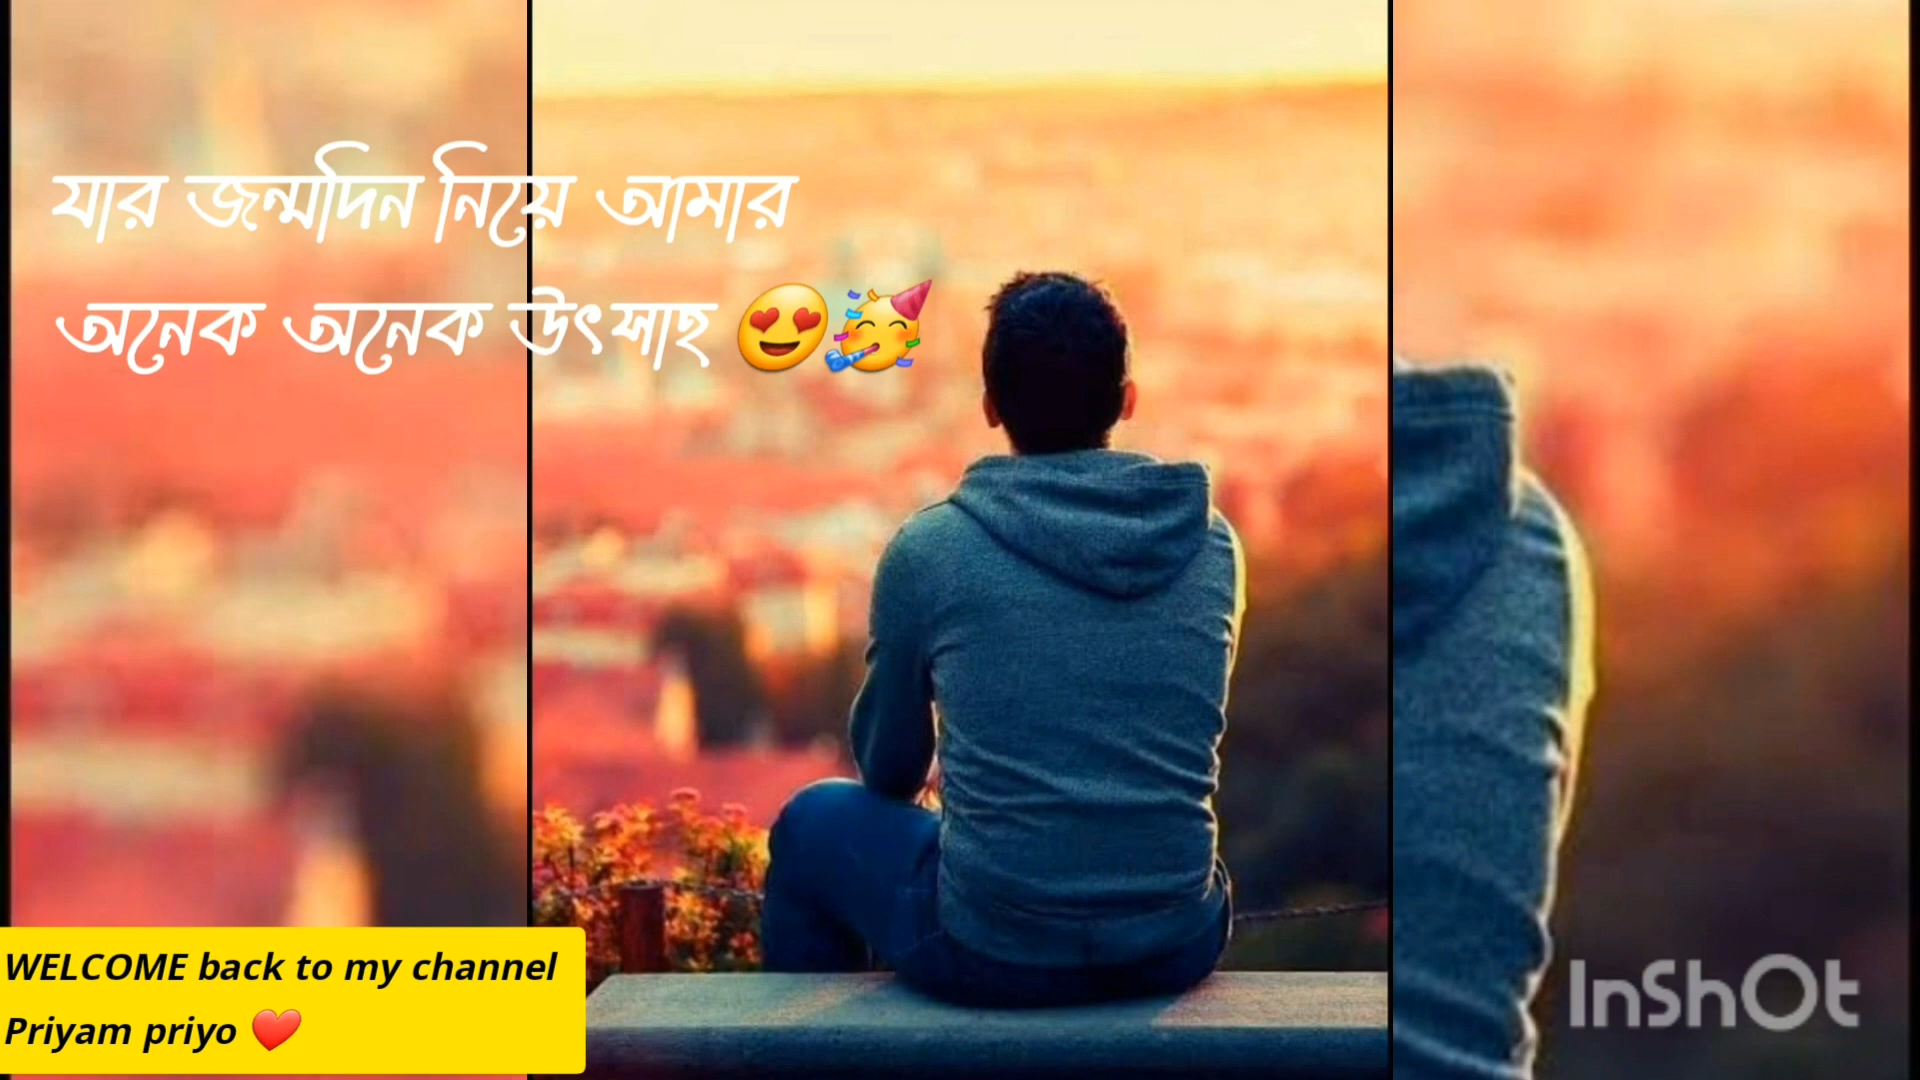 যার জন্মদিন নিয়ে আমার
অনেক অনেক উৎসাহ 😍🥳
WELCOME back to my channel
Priyam priyo ❤️
InShOt